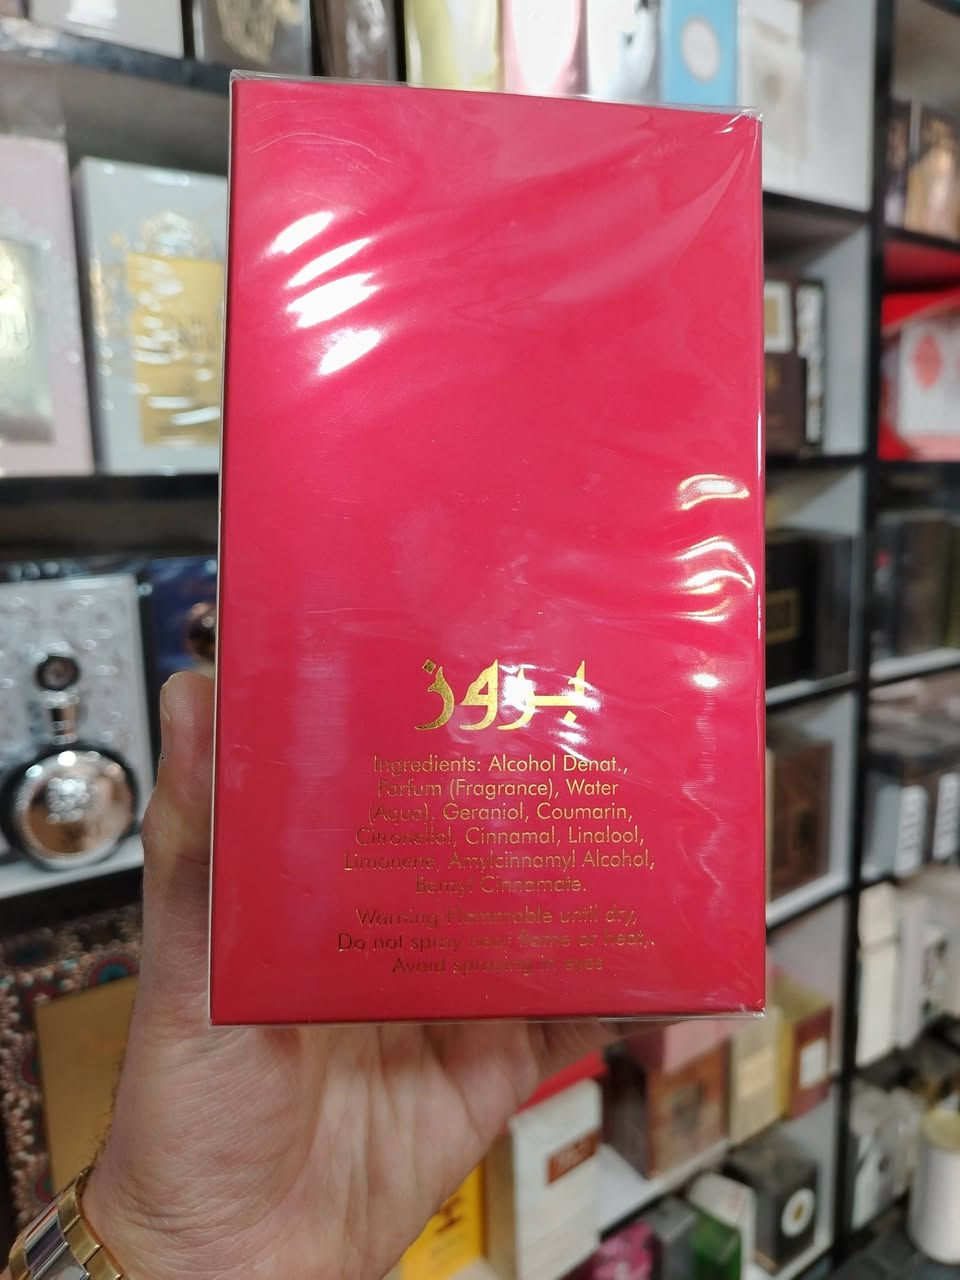 بروز
Ingredients: Alcohol Denat.,
Parfum (Fragrance), Water
(Aqua), Geraniol, Coumarin,
Citronellol, Cinnamal, Linalool,
Limonene, Amylcinnamyl Alcohol,
Benzyl Cinnamate.
Warning Flammable until dry,
Do not spray near flame or heat,.
Avoid spraying in eyes